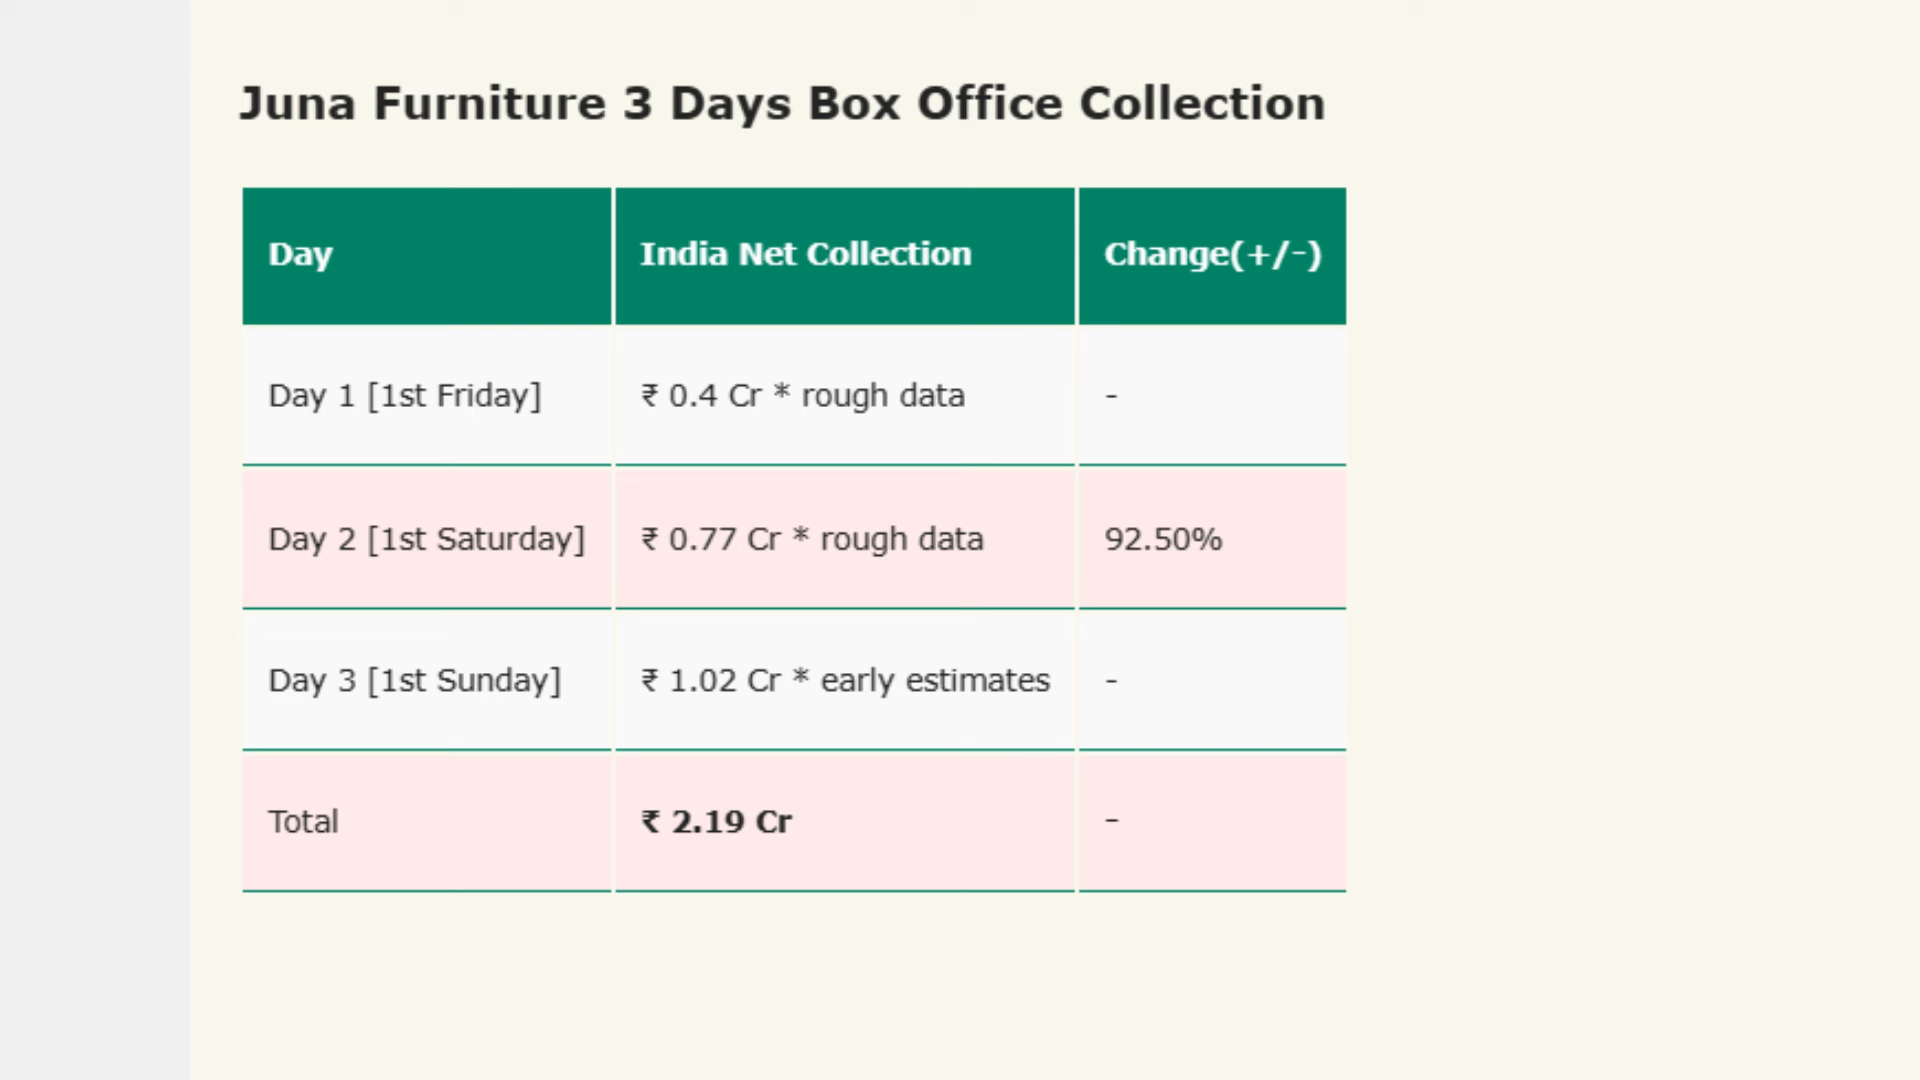 Juna Furniture 3 Days Box Office Collection
Day India Net Collection Change(+/-)
Day 1 [1st Friday] ₹ 0.4 Cr * rough data -
Day 2 [1st Saturday] ₹ 0.77 Cr * rough data 92.50%
Day 3 [1st Sunday] ₹ 1.02 Cr * early estimates -
Total ₹ 2.19 Cr -